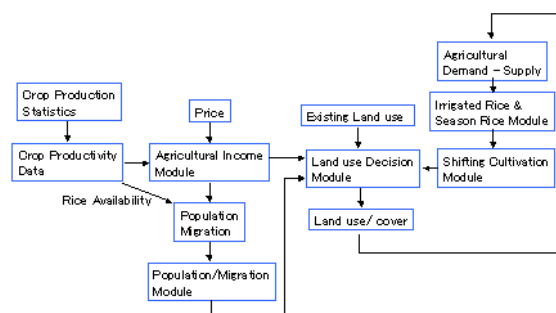 Agricultural
Demand - Supply
Crop Production
Statistics
Price
Existing Land use
Irrigated Rice &
Season Rice Module
Crop Productivity
Data
Agricultural Income
Module
Land use Decision
Module
Shifting Cultivation
Module
Rice Availability
Population
Migration
Land use/ cover
Population/Migration
Module